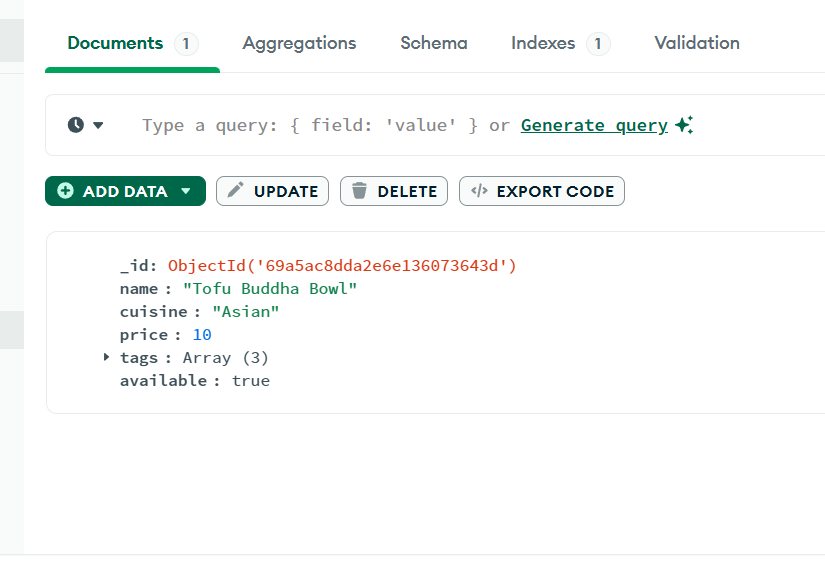 Documents 1 Aggregations Schema Indexes 1 Validation
Type a query: { field: 'value' } or Generate query
ADD DATA UPDATE DELETE EXPORT CODE
_id: ObjectId('69a5ac8dda2e6e136073643d')
name : "Tofu Buddha Bowl"
cuisine : "Asian"
price : 10
tags : Array (3)
available : true